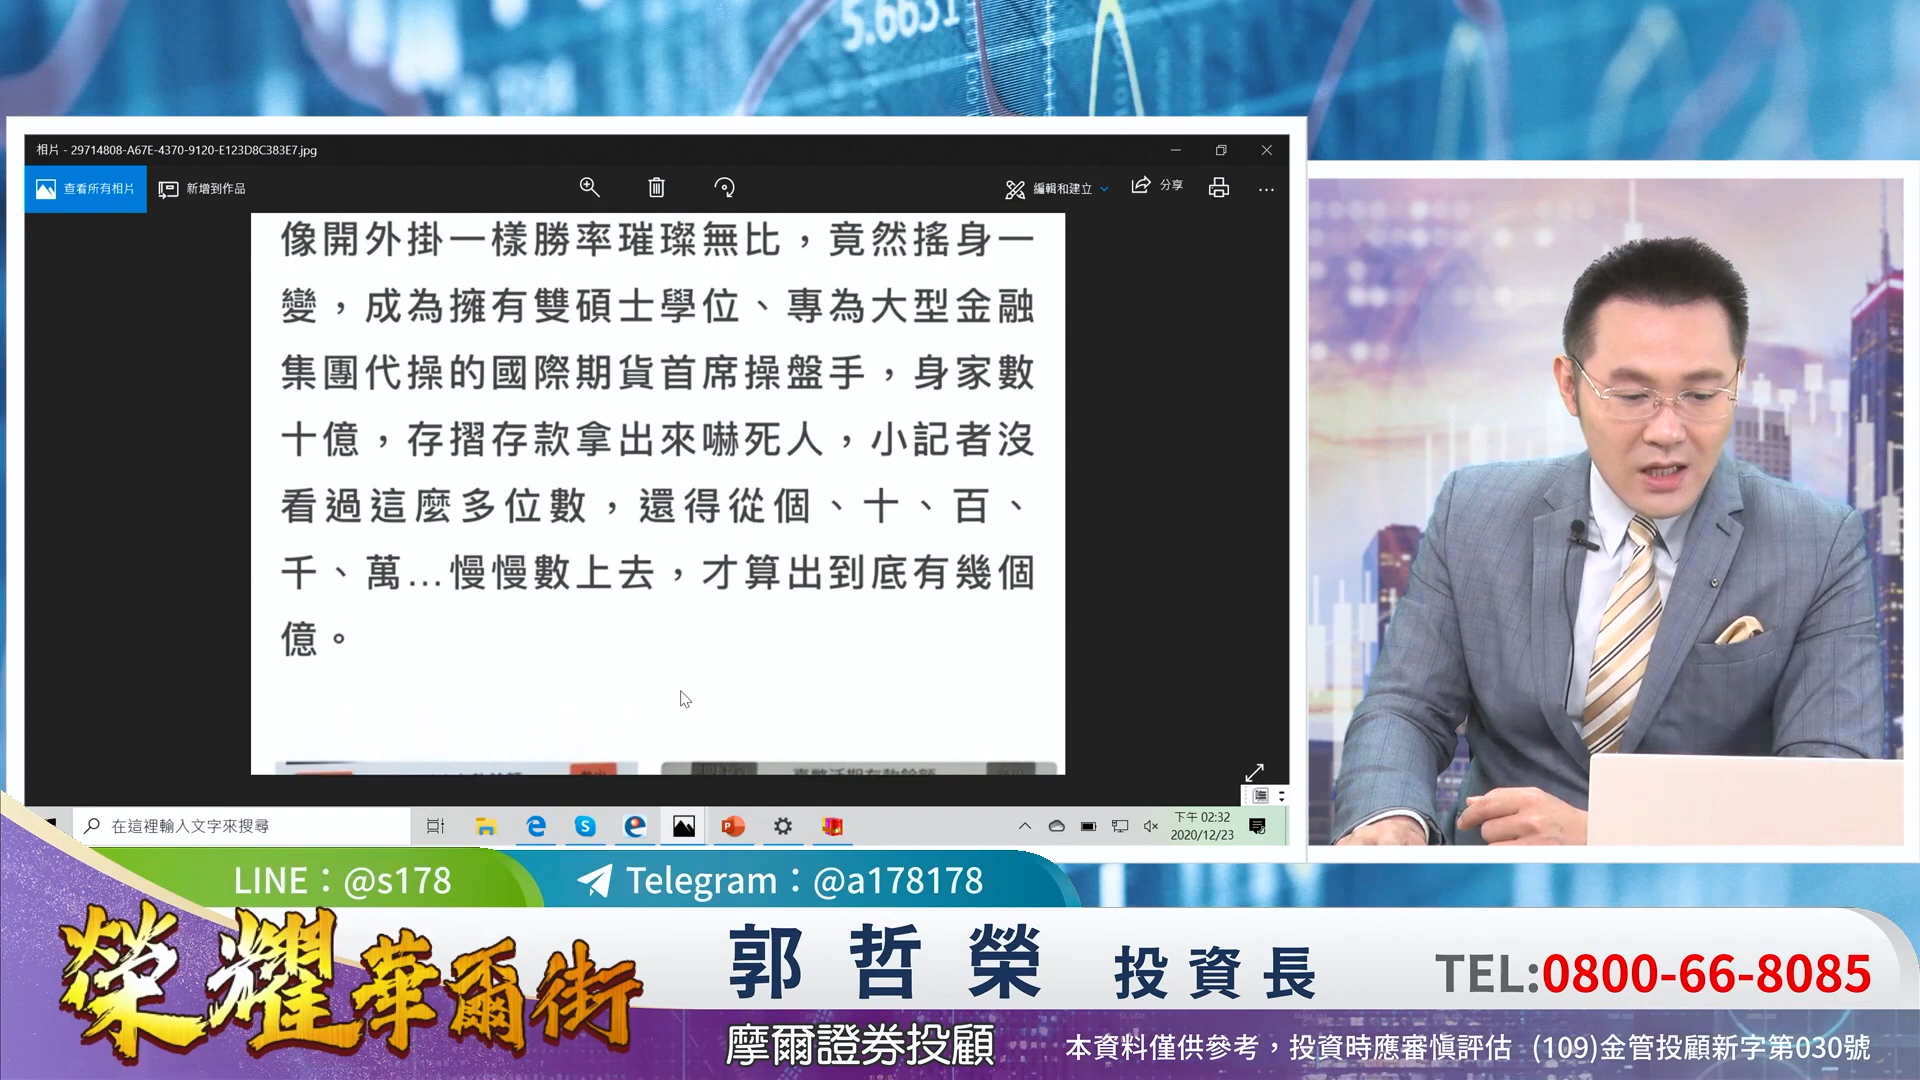 5.6631
相片 - 29714808-A67E-4370-9120-E123D8C383E7.jpg
查看所有相片
新增到作品
編輯和建立
分享
像開外掛一樣勝率璀璨無比，竟然搖身一
變，成為擁有雙碩士學位、專為大型金融
集團代操的國際期貨首席操盤手，身家數
十億，存摺存款拿出來嚇死人，小記者沒
看過這麼多位數，還得從個、十、百、
千、萬...慢慢數上去，才算出到底有幾個
億。
在這裡輸入文字來搜尋
下午 02:32
2020/12/23
LINE：@s178
Telegram：@a178178
榮耀華爾街
郭哲榮 投資長
TEL:0800-66-8085
摩爾證券投顧
本資料僅供參考，投資時應審慎評估 (109)金管投顧新字第030號